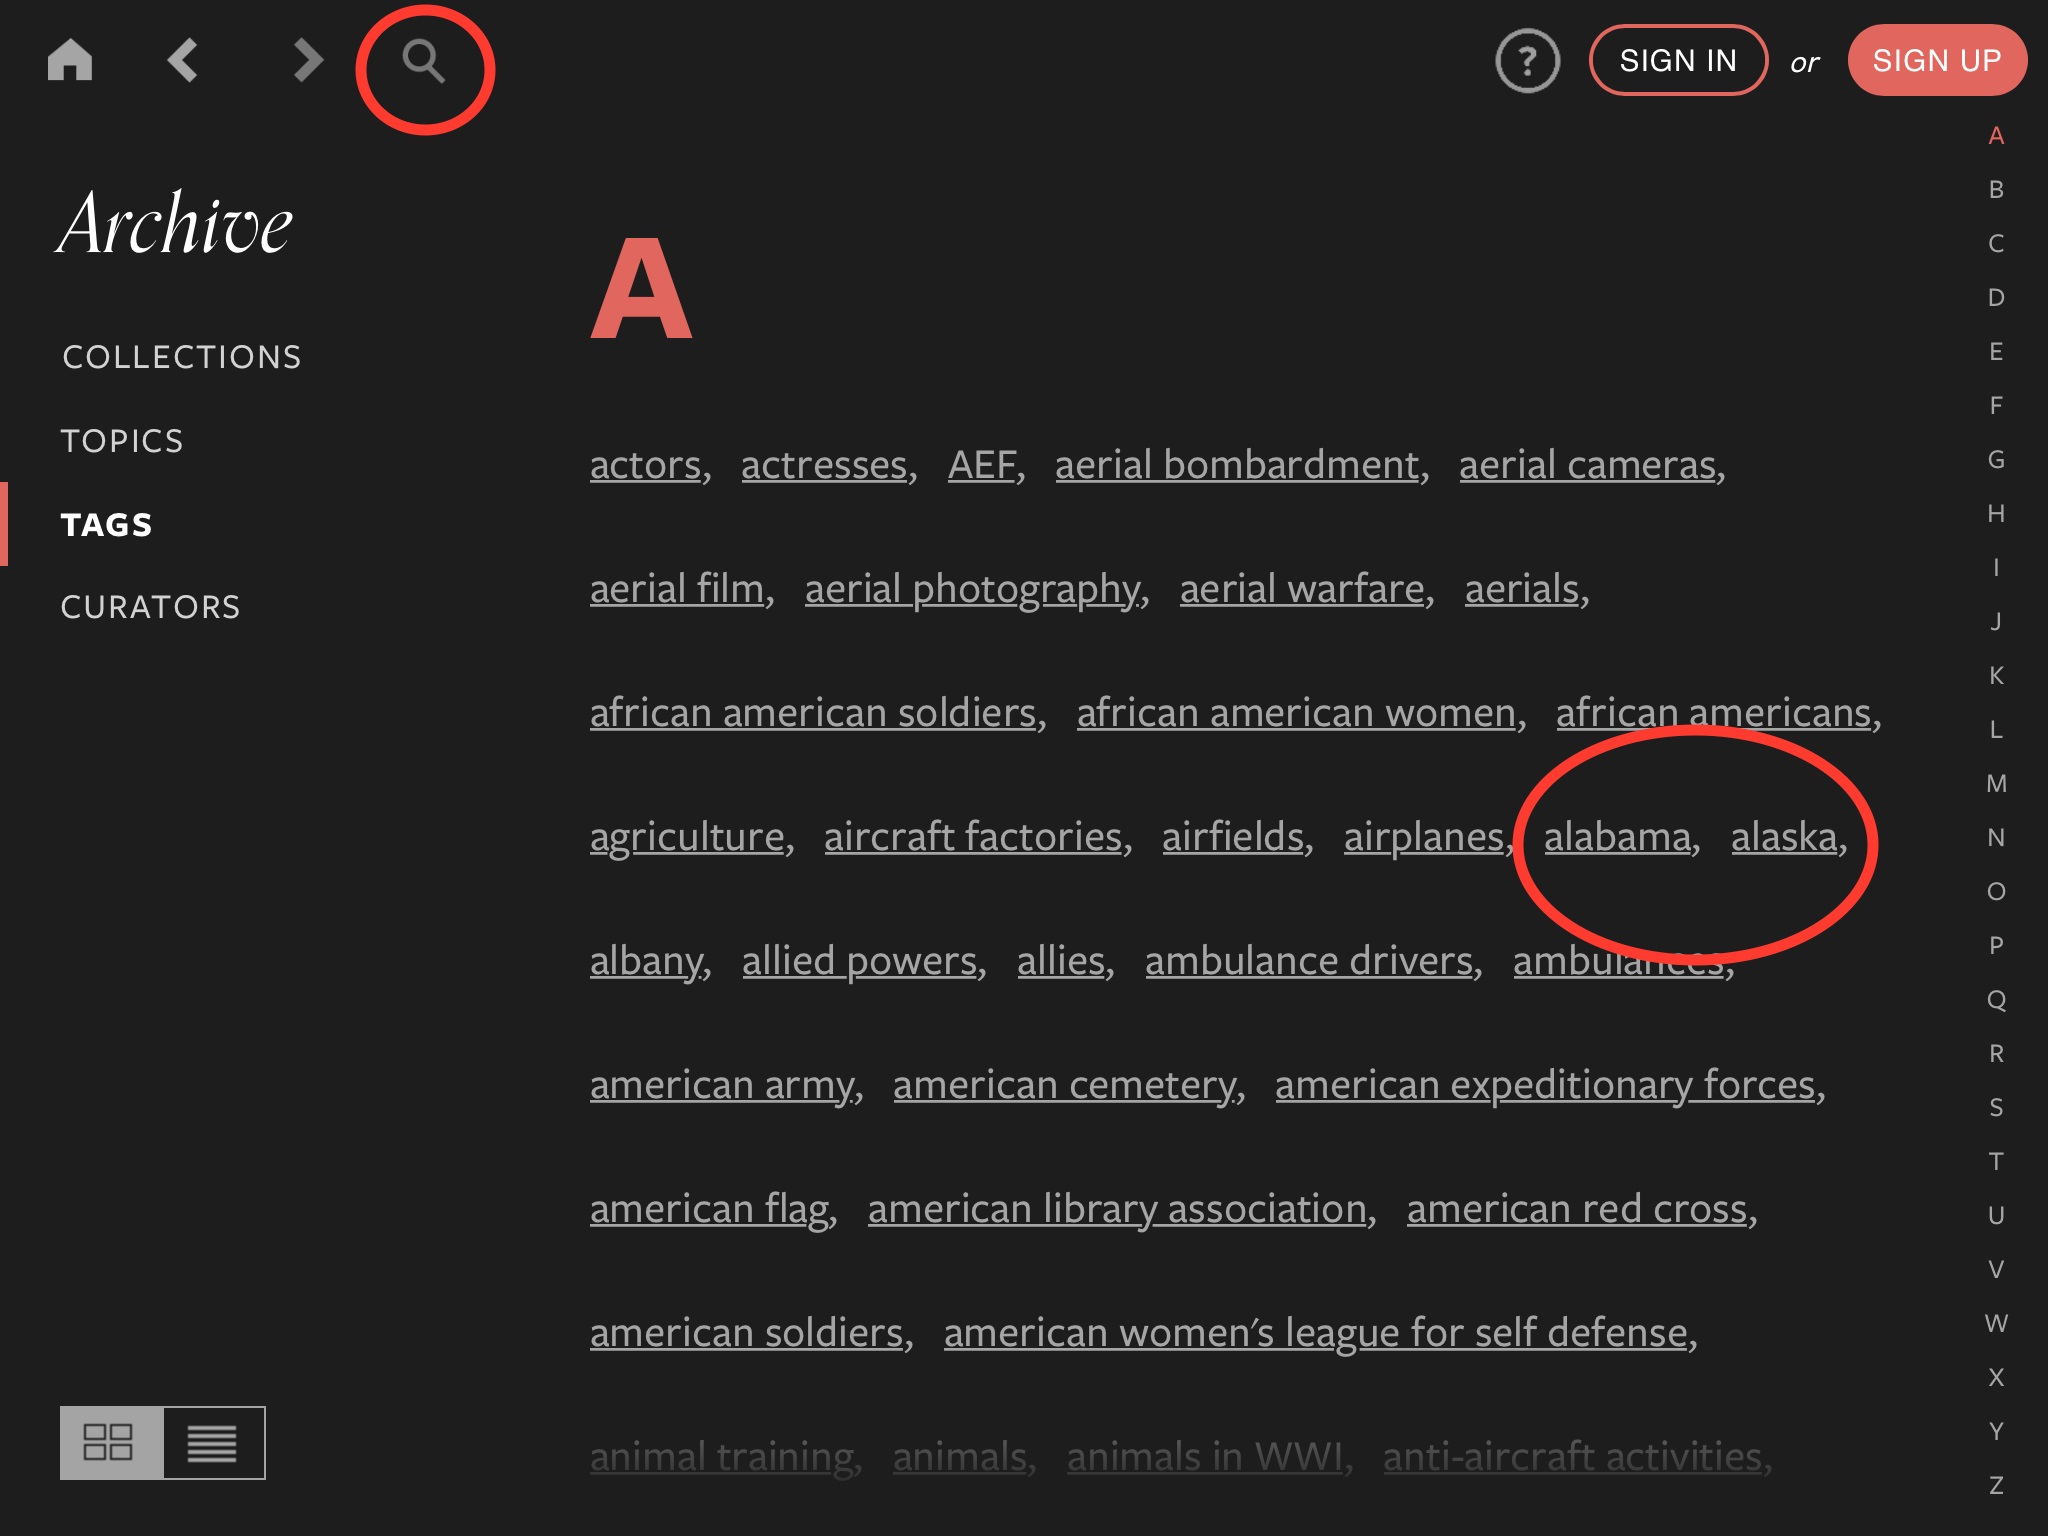 SIGN IN or SIGN UP
Archive
COLLECTIONS
TOPICS
TAGS
CURATORS
A
actors, actresses, AEF, aerial bombardment, aerial cameras,
aerial film, aerial photography, aerial warfare, aerials,
african american soldiers, african american women, african americans,
agriculture, aircraft factories, airfields, airplanes, alabama, alaska,
albany, allied powers, allies, ambulance drivers, ambulances,
american army, american cemetery, american expeditionary forces,
american flag, american library association, american red cross,
american soldiers, american women's league for self defense,
animal training, animals, animals in WWI, anti-aircraft activities,
A
B
C
D
E
F
G
H
I
J
K
L
M
N
O
P
Q
R
S
T
U
V
W
X
Y
Z